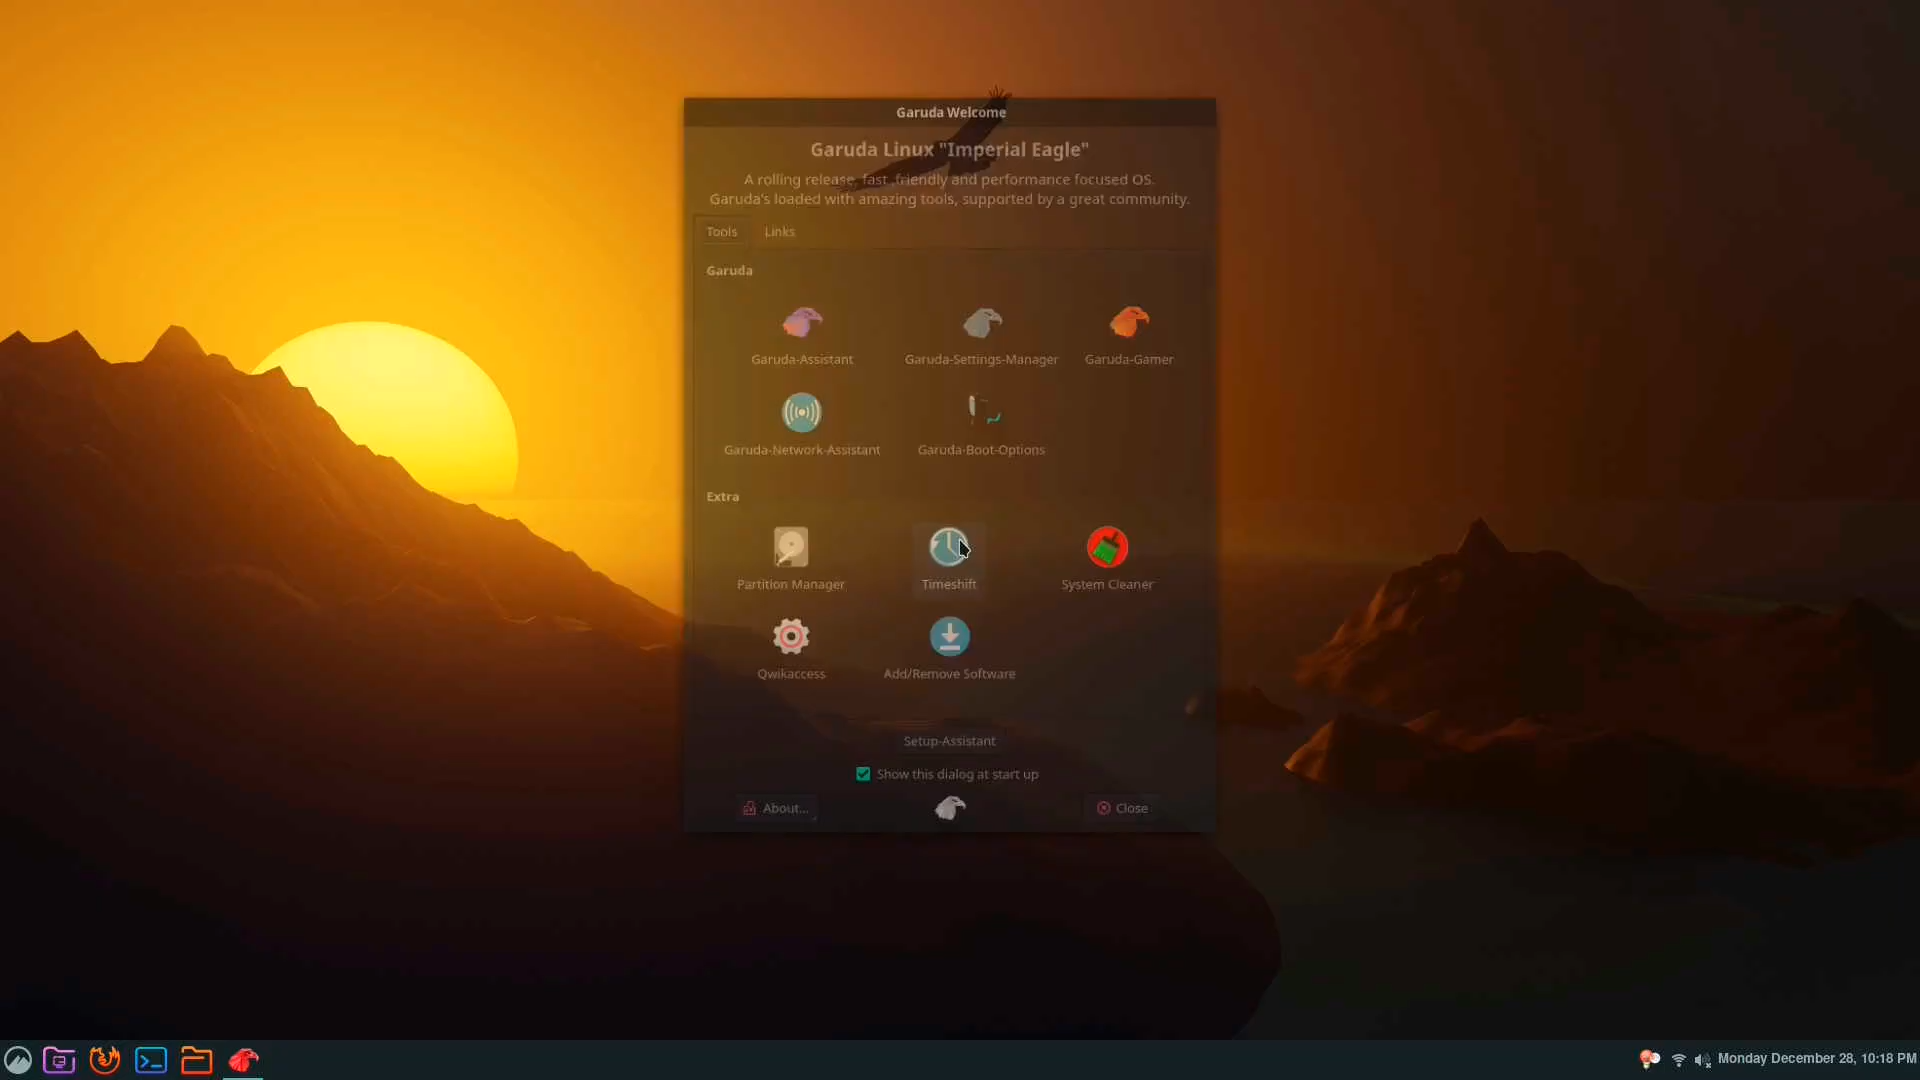 Garuda Welcome
Garuda Linux "Imperial Eagle"
A rolling release, fast ,friendly and performance focused OS.
Garuda's loaded with amazing tools, supported by a great community.
Tools Links
Garuda
Garuda-Assistant Garuda-Settings-Manager Garuda-Gamer
Garuda-Network-Assistant Garuda-Boot-Options
Extra
Partition Manager Timeshift System Cleaner
Qwikaccess Add/Remove Software
Setup-Assistant
Show this dialog at start up
About... Close
Monday December 28, 10:18 PM